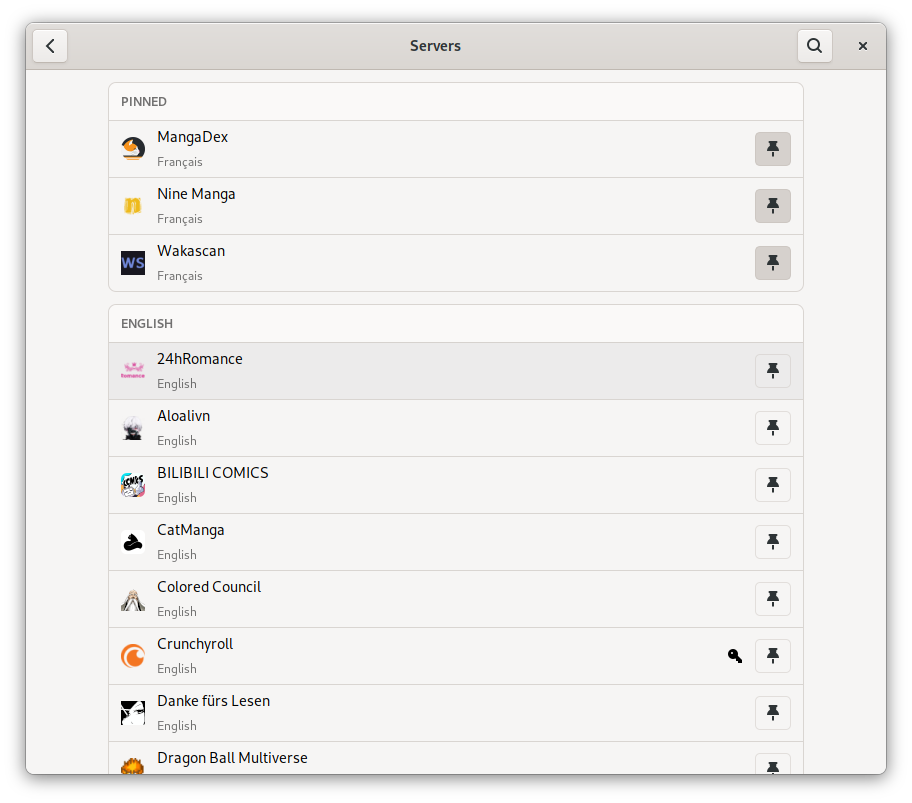 Servers
PINNED
MangaDex
Français
Nine Manga
Français
WS
Wakascan
Français
ENGLISH
24hRomance
Romance
English
Aloalivn
English
BILIBILI COMICS
English
CatManga
English
Colored Council
English
Crunchyroll
English
Danke fürs Lesen
English
Dragon Ball Multiverse